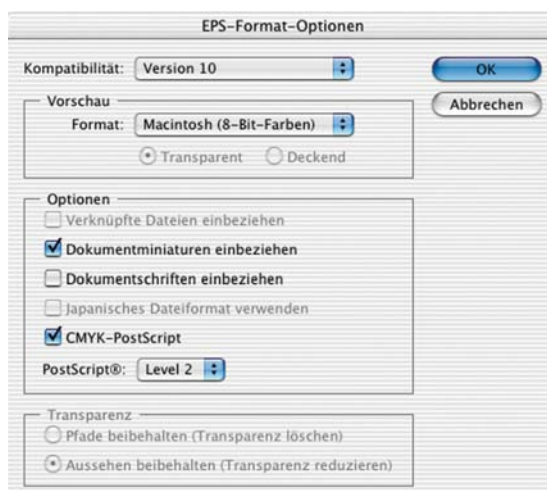 EPS-Format-Optionen
Kompatibilität: Version 10
OK
Abbrechen
Vorschau
Format: Macintosh (8-Bit-Farben)
Transparent Deckend
Optionen
Verknüpfte Dateien einbeziehen
Dokumentminiaturen einbeziehen
Dokumentschriften einbeziehen
Japanisches Dateiformat verwenden
CMYK-PostScript
PostScript®: Level 2
Transparenz
Pfade beibehalten (Transparenz löschen)
Aussehen beibehalten (Transparenz reduzieren)